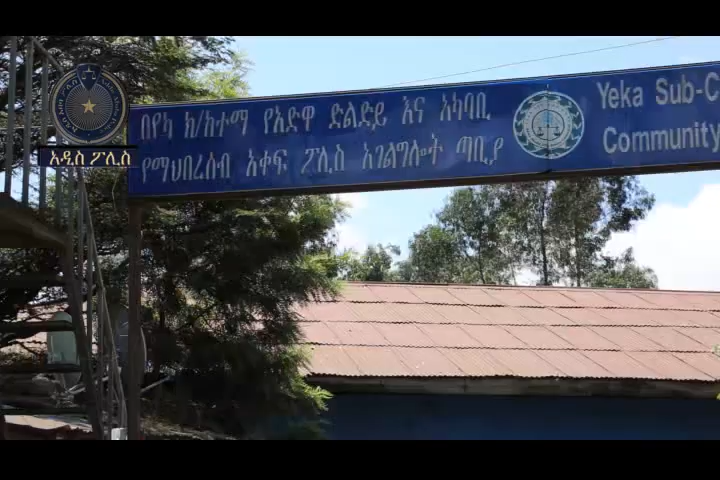 በየካ ክ/ከተማ የአድዋ ድልድይ እና አካባቢ
የማህበረሰብ አቀፍ ፖሊስ አገልግሎት ጣቢያ
Yeka Sub-C
Community
አዲስ ፖሊስ